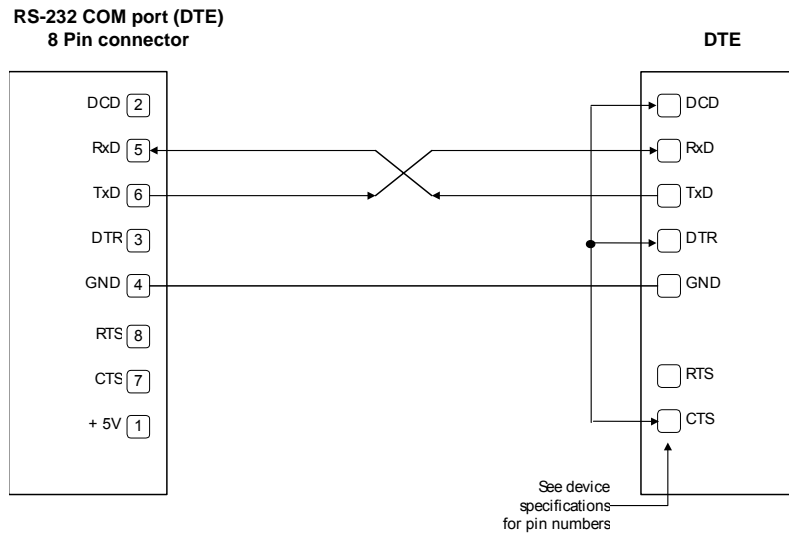 RS-232 COM port (DTE)
8 Pin connector
DTE
DCD 2
RxD 5
TxD 6
DTR 3
GND 4
RTS 8
CTS 7
+ 5V 1
DCD
RxD
TxD
DTR
GND
RTS
CTS
See device
specifications
for pin numbers